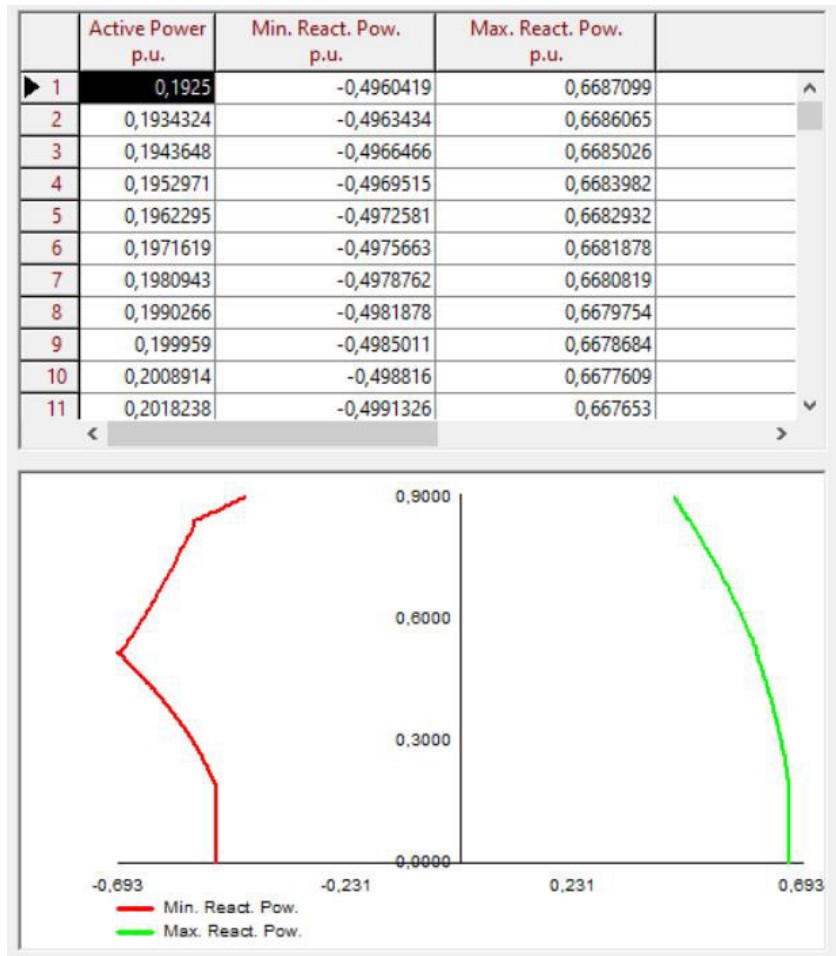 Active Power Min. React. Pow. Max. React. Pow.
p.u. p.u. p.u.
1 0,1925 -0,4960419 0,6687099
2 0,1934324 -0,4963434 0,6686065
3 0,1943648 -0,4966466 0,6685026
4 0,1952971 -0,4969515 0,6683982
5 0,1962295 -0,4972581 0,6682932
6 0,1971619 -0,4975663 0,6681878
7 0,1980943 -0,4978762 0,6680819
8 0,1990266 -0,4981878 0,6679754
9 0,199959 -0,4985011 0,6678684
10 0,2008914 -0,498816 0,6677609
11 0,2018238 -0,4991326 0,667653
0,9000
0,6000
0,3000
0,0000
-0,693 -0,231 0,231 0,693
Min. React. Pow.
Max. React. Pow.